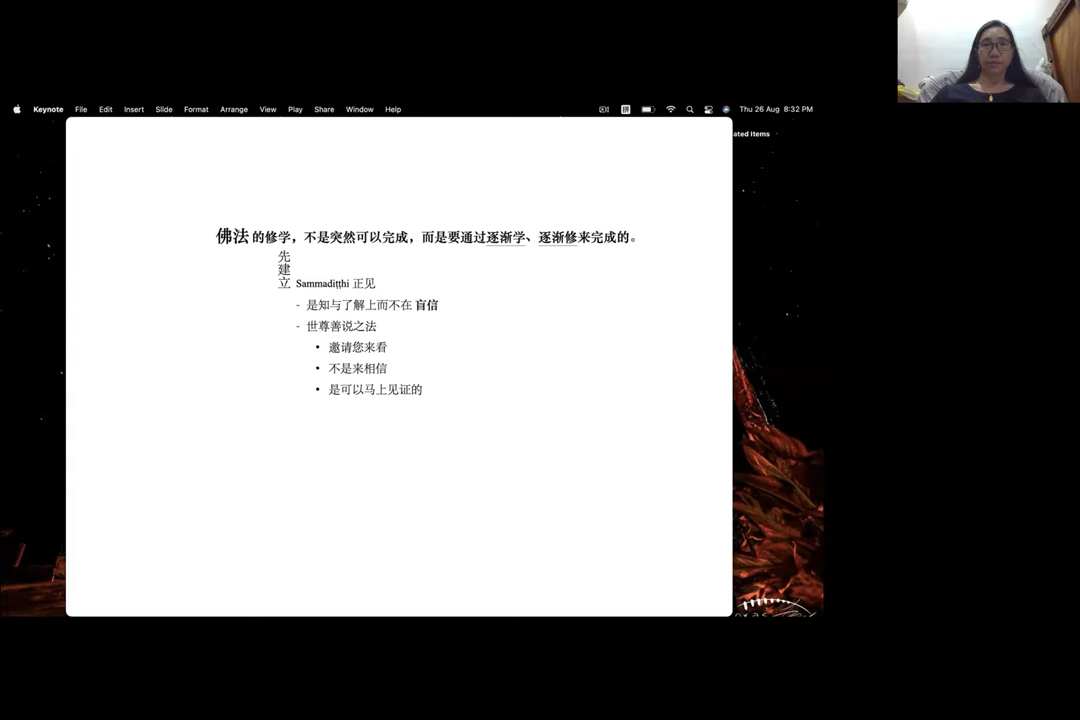 Keynote File Edit Insert Slide Format Arrange View Play Share Window Help Thu 26 Aug 8:32 PM
ated Items
佛法 的修学，不是突然可以完成，而是要通过逐渐学、逐渐修来完成的。
先
建
立 Sammadiṭṭhi 正见
- 是知与了解上而不在 盲信
- 世尊善说之法
• 邀请您来看
• 不是来相信
• 是可以马上见证的